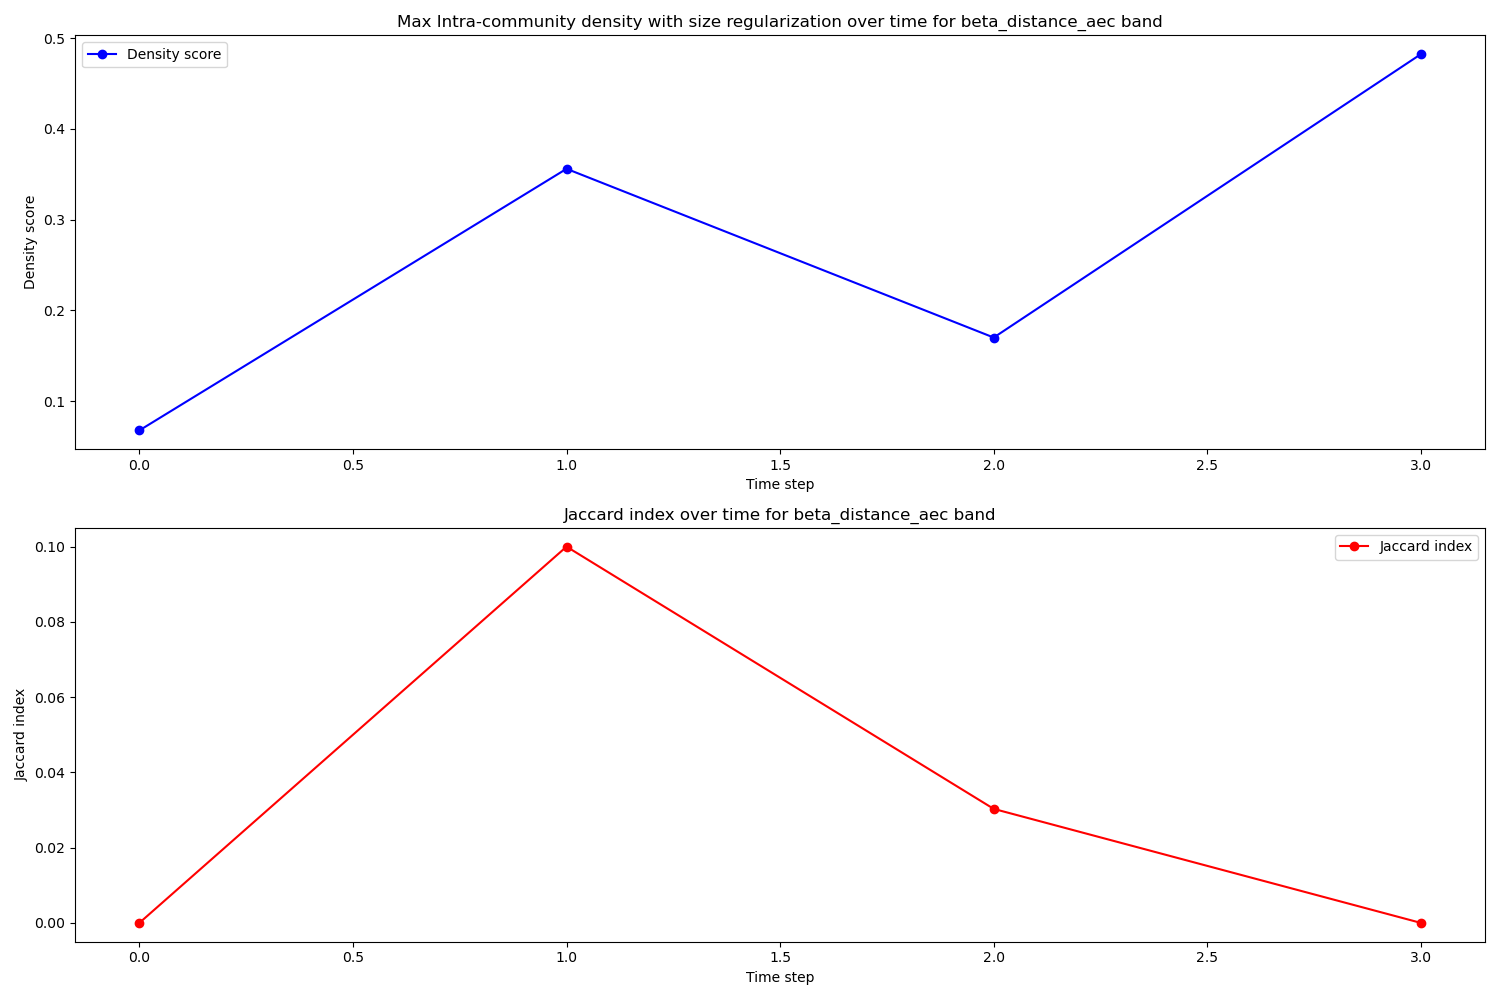 Max Intra-community density with size regularization over time for beta_distance_aec band
Density score
0.5
0.4
0.3
0.2
0.1
Density score
0.0 0.5 1.0 1.5 2.0 2.5 3.0
Time step
Jaccard index over time for beta_distance_aec band
Jaccard index
0.10
0.08
0.06
0.04
0.02
0.00
Jaccard index
0.0 0.5 1.0 1.5 2.0 2.5 3.0
Time step